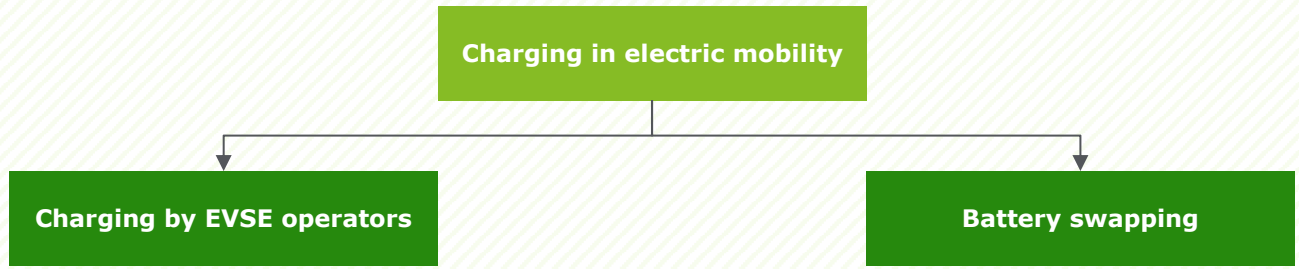 Charging in electric mobility
Charging by EVSE operators
Battery swapping